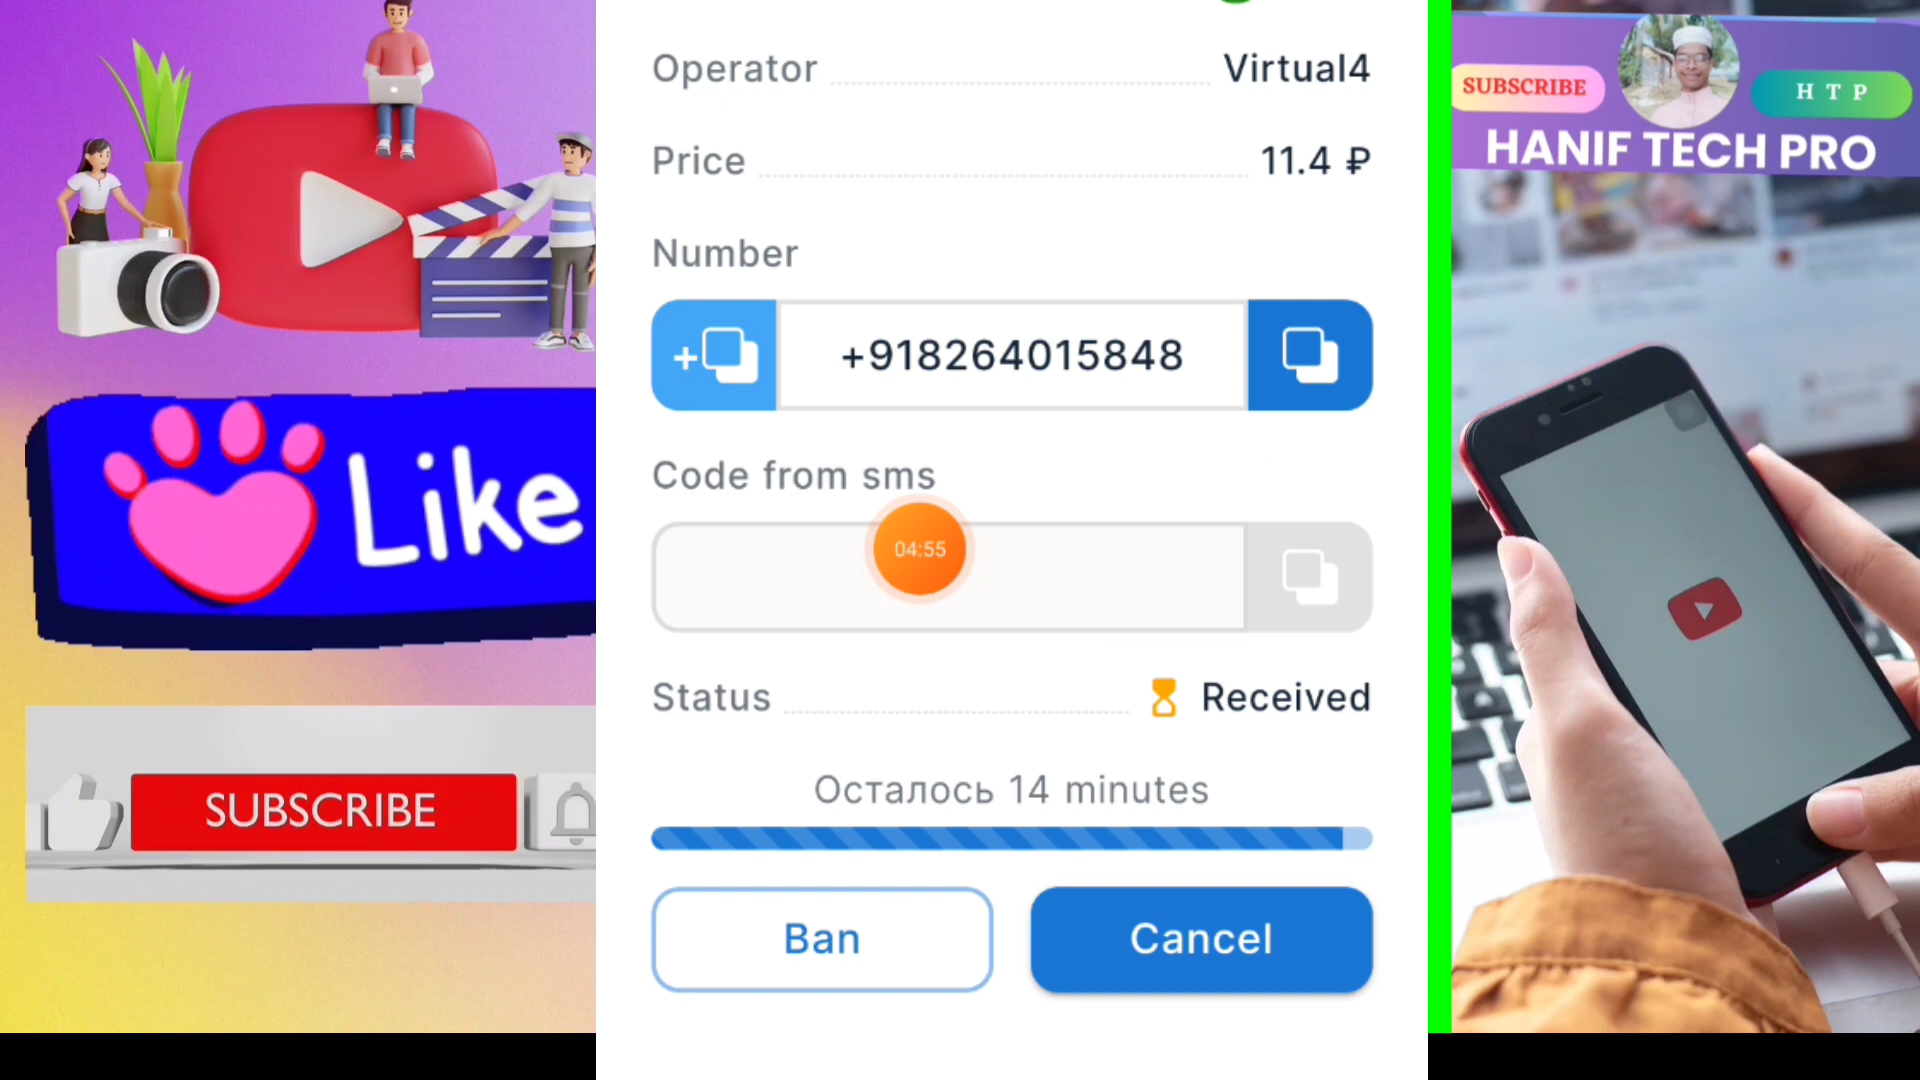 Like
SUBSCRIBE
Operator Virtual4
Price 11.4 ₽
Number
+918264015848
Code from sms
04:55
Status Received
Осталось 14 minutes
Ban Cancel
SUBSCRIBE
H T P
HANIF TECH PRO